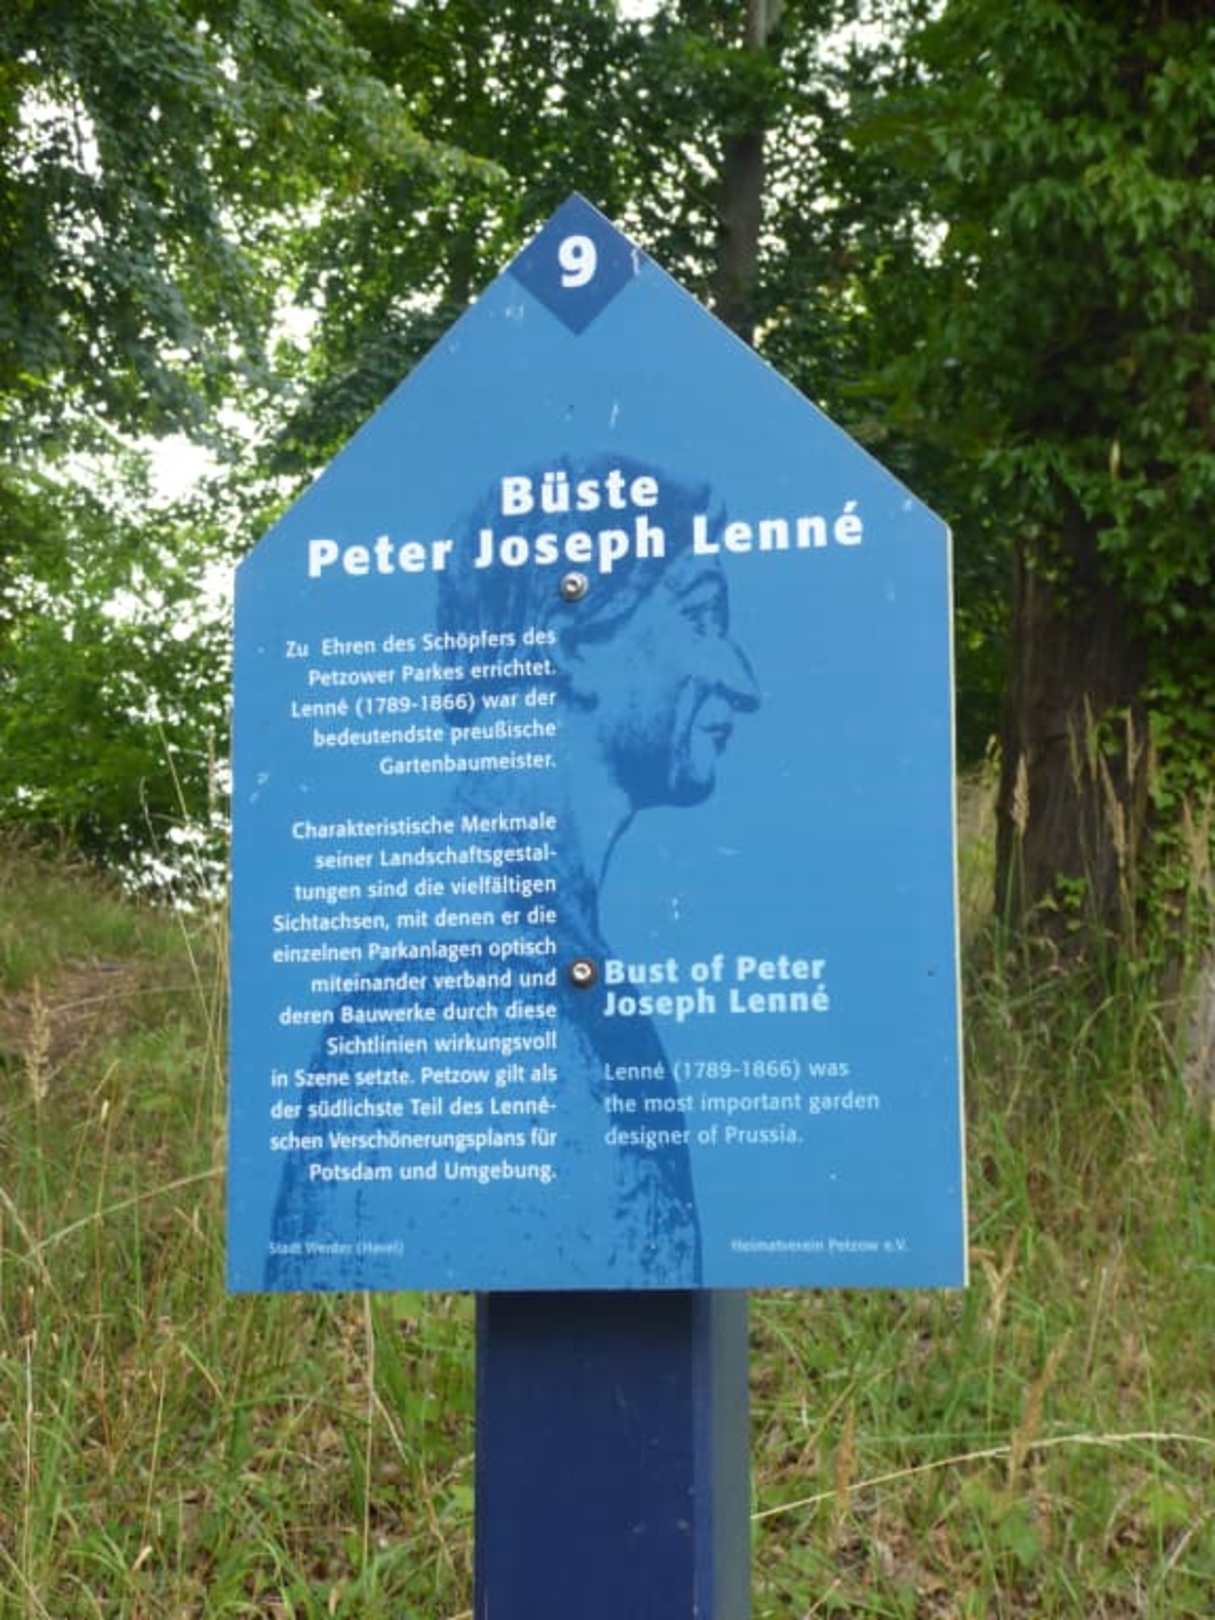 9
Büste
Peter Joseph Lenné
Zu Ehren des Schöpfers des
Petzower Parkes errichtet.
Lenné (1789-1866) war der
bedeutendste preußische
Gartenbaumeister.
Charakteristische Merkmale
seiner Landschaftsgestal-
tungen sind die vielfältigen
Sichtachsen, mit denen er die
einzelnen Parkanlagen optisch
miteinander verband und
deren Bauwerke durch diese
Sichtlinien wirkungsvoll
in Szene setzte. Petzow gilt als
der südlichste Teil des Lenné-
schen Verschönerungsplans für
Potsdam und Umgebung.
Bust of Peter
Joseph Lenné
Lenné (1789-1866) was
the most important garden
designer of Prussia.
Stadt Werder (Havel)
Heimatverein Petzow e.V.